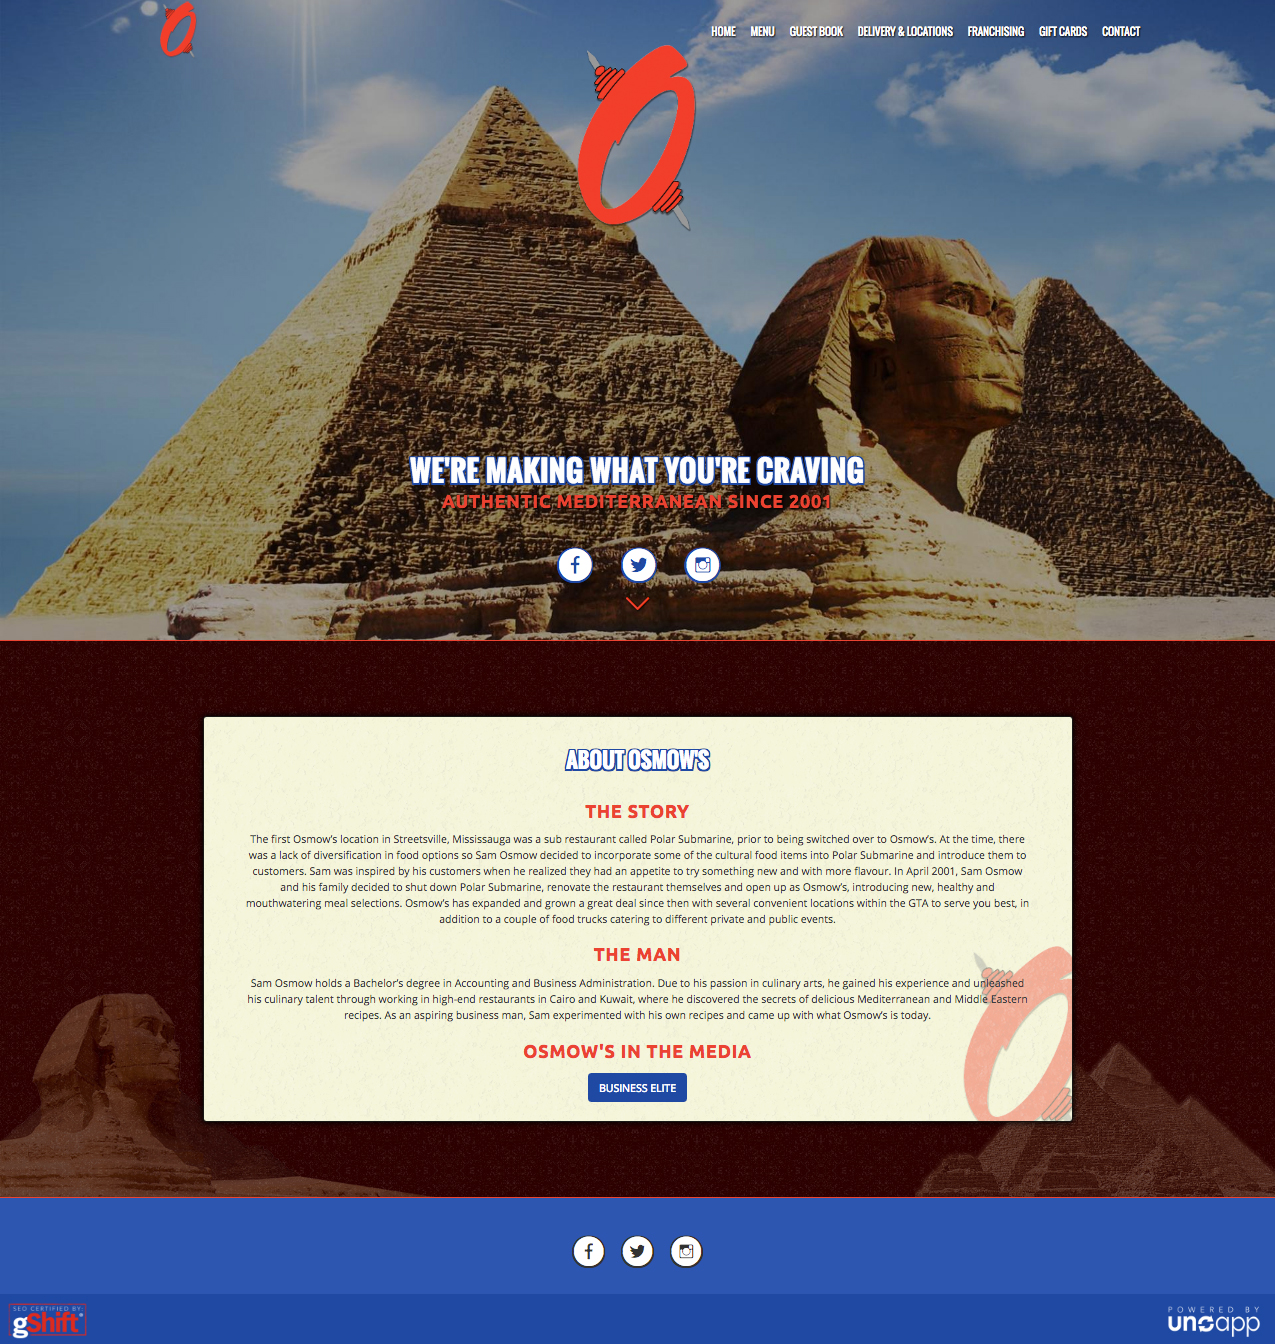 HOME MENU GUEST BOOK DELIVERY & LOCATIONS FRANCHISING GIFT CARDS CONTACT
WE'RE MAKING WHAT YOU'RE CRAVING
AUTHENTIC MEDITERRANEAN SINCE 2001
ABOUT OSMOW'S
THE STORY
The first Osmow's location in Streetsville, Mississauga was a sub restaurant called Polar Submarine, prior to being switched over to Osmow's. At the time, there
was a lack of diversification in food options so Sam Osmow decided to incorporate some of the cultural food items into Polar Submarine and introduce them to
customers. Sam was inspired by his customers when he realized they had an appetite to try something new and with more flavour. In April 2001, Sam Osmow
and his family decided to shut down Polar Submarine, renovate the restaurant themselves and open up as Osmow's, introducing new, healthy and
mouthwatering meal selections. Osmow's has expanded and grown a great deal since then with several convenient locations within the GTA to serve you best, in
addition to a couple of food trucks catering to different private and public events.
THE MAN
Sam Osmow holds a Bachelor's degree in Accounting and Business Administration. Due to his passion in culinary arts, he gained his experience and unleashed
his culinary talent through working in high-end restaurants in Cairo and Kuwait, where he discovered the secrets of delicious Mediterranean and Middle Eastern
recipes. As an aspiring business man, Sam experimented with his own recipes and came up with what Osmow's is today.
OSMOW'S IN THE MEDIA
BUSINESS ELITE
SEO CERTIFIED BY:
gShift
POWERED BY
unoapp